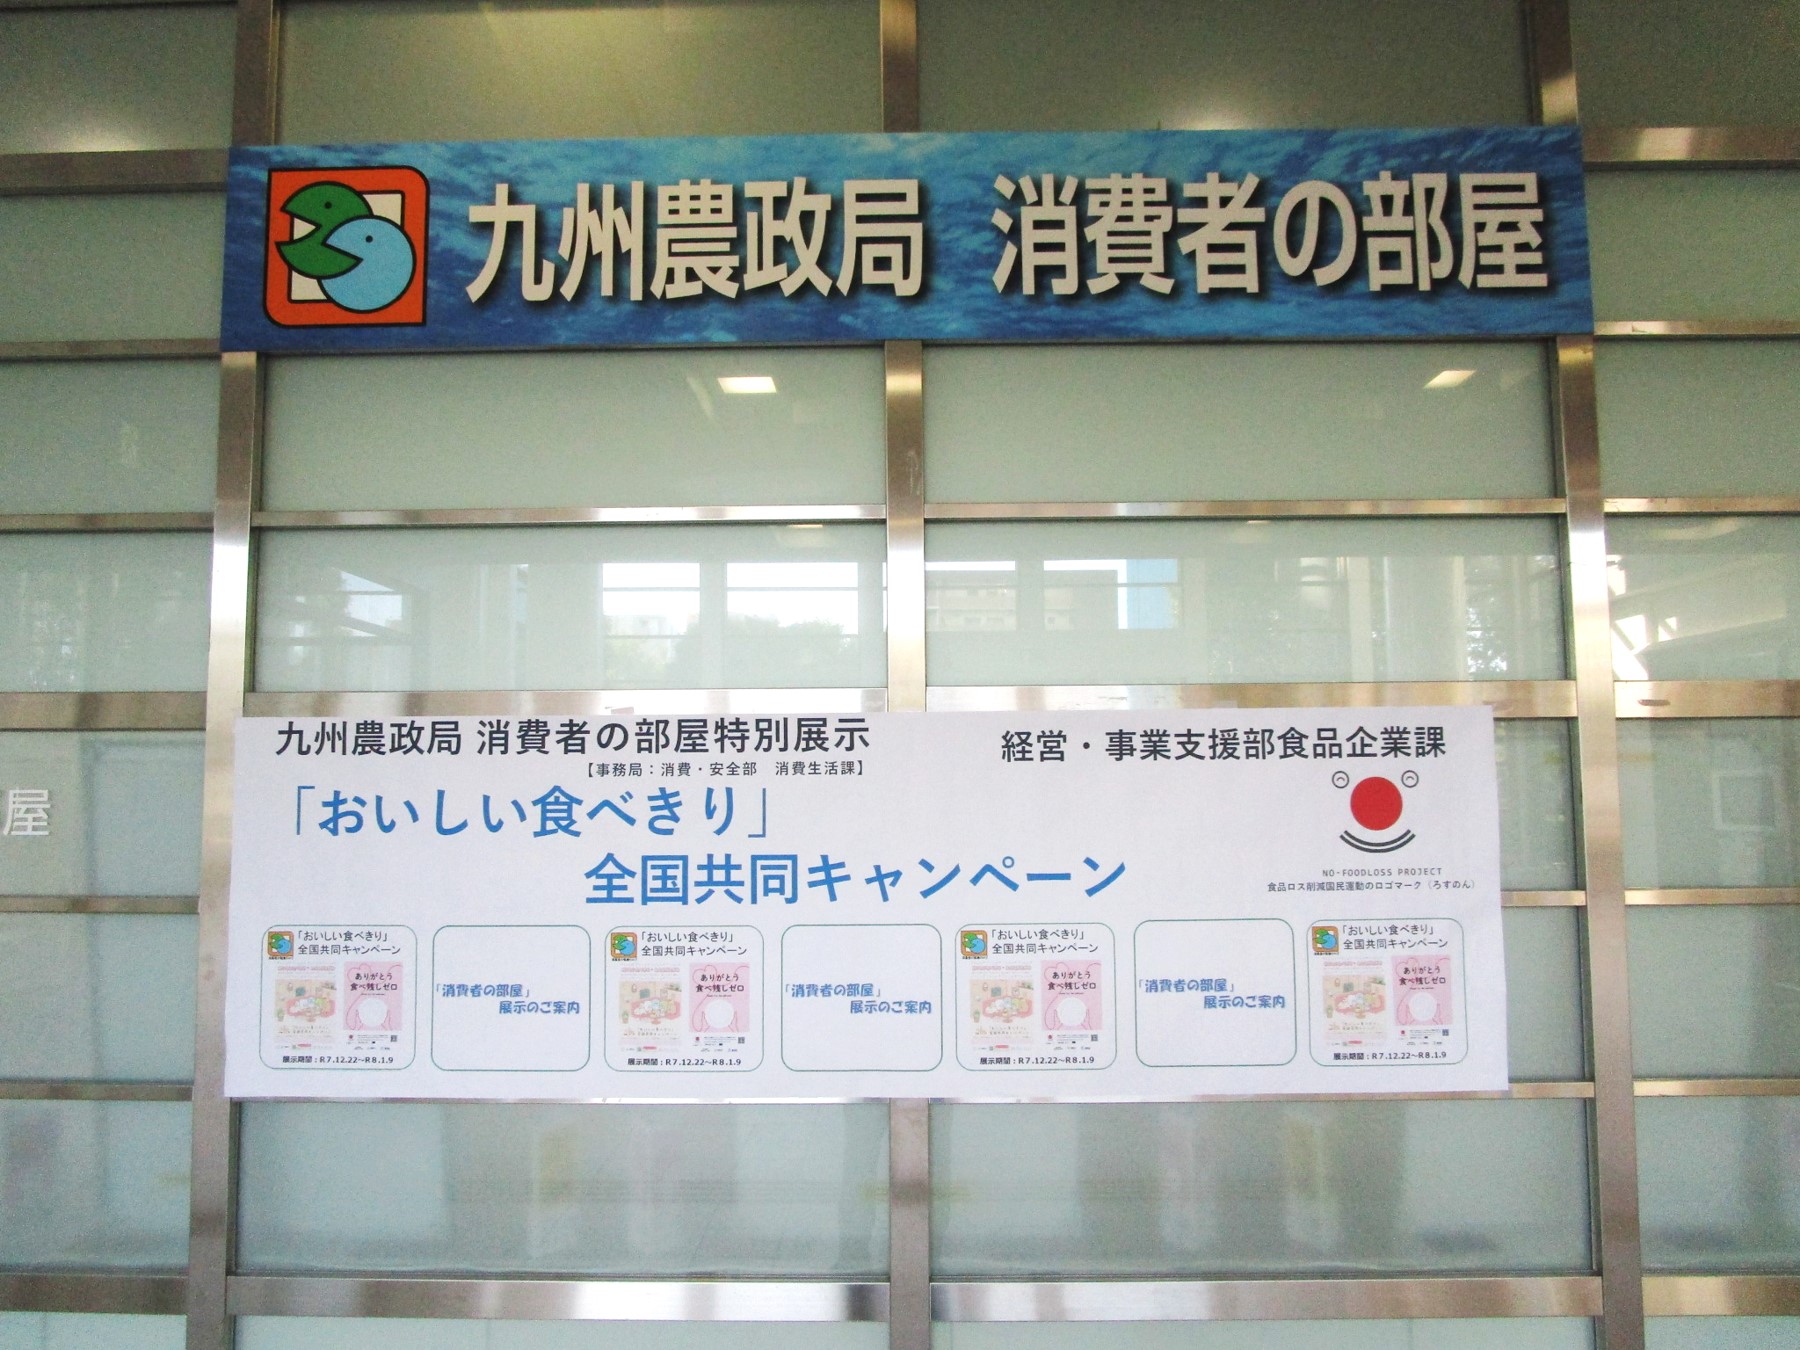 九州農政局 消費者の部屋
九州農政局 消費者の部屋特別展示
【事務局：消費・安全部 消費生活課】
経営・事業支援部食品企業課
「おいしい食べきり」
全国共同キャンペーン
NO-FOODLOSS PROJECT
食品ロス削減国民運動のロゴマーク（ろすのん）
屋
「おいしい食べきり」
全国共同キャンペーン
ありがとう
食べ残しゼロ
展示期間：R7.12.22～R8.1.9
「消費者の部屋」
展示のご案内
「おいしい食べきり」
全国共同キャンペーン
ありがとう
食べ残しゼロ
展示期間：R7.12.22～R8.1.9
「消費者の部屋」
展示のご案内
「おいしい食べきり」
全国共同キャンペーン
ありがとう
食べ残しゼロ
展示期間：R7.12.22～R8.1.9
「消費者の部屋」
展示のご案内
「おいしい食べきり」
全国共同キャンペーン
ありがとう
食べ残しゼロ
展示期間：R7.12.22～R8.1.9